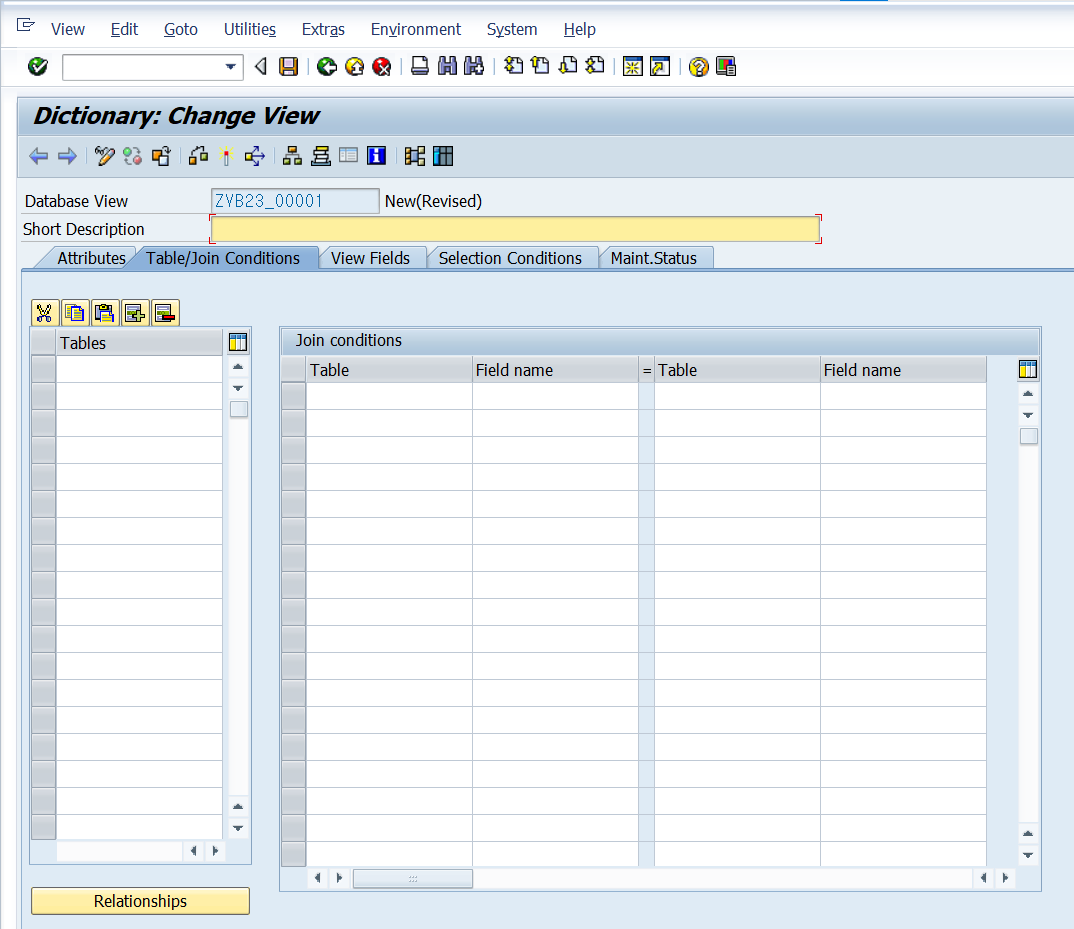 View Edit Goto Utilities Extras Environment System Help
Dictionary: Change View
Database View ZVB23_00001 New(Revised)
Short Description
Attributes Table/Join Conditions View Fields Selection Conditions Maint.Status
Tables
Join conditions
Table Field name = Table Field name
Relationships